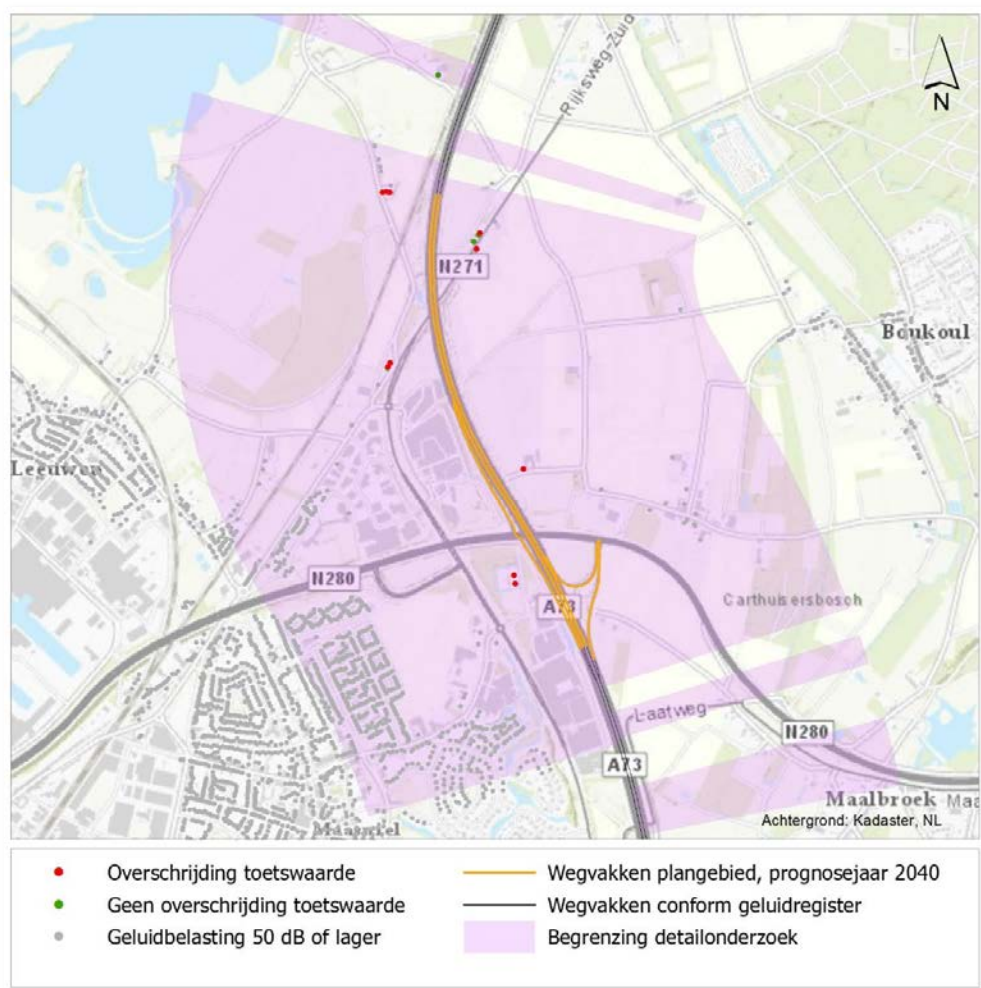 N
Rijksweg-Zuid
N271
Boukoul
Leeuwen
N280
A73
Carthuisersbosch
Laatweg
N280
A73
Maalbroek
Achtergrond: Kadaster, NL
Overschrijding toetswaarde
Wegvakken plangebied, prognosejaar 2040
Geen overschrijding toetswaarde
Wegvakken conform geluidregister
Geluidbelasting 50 dB of lager
Begrenzing detailonderzoek